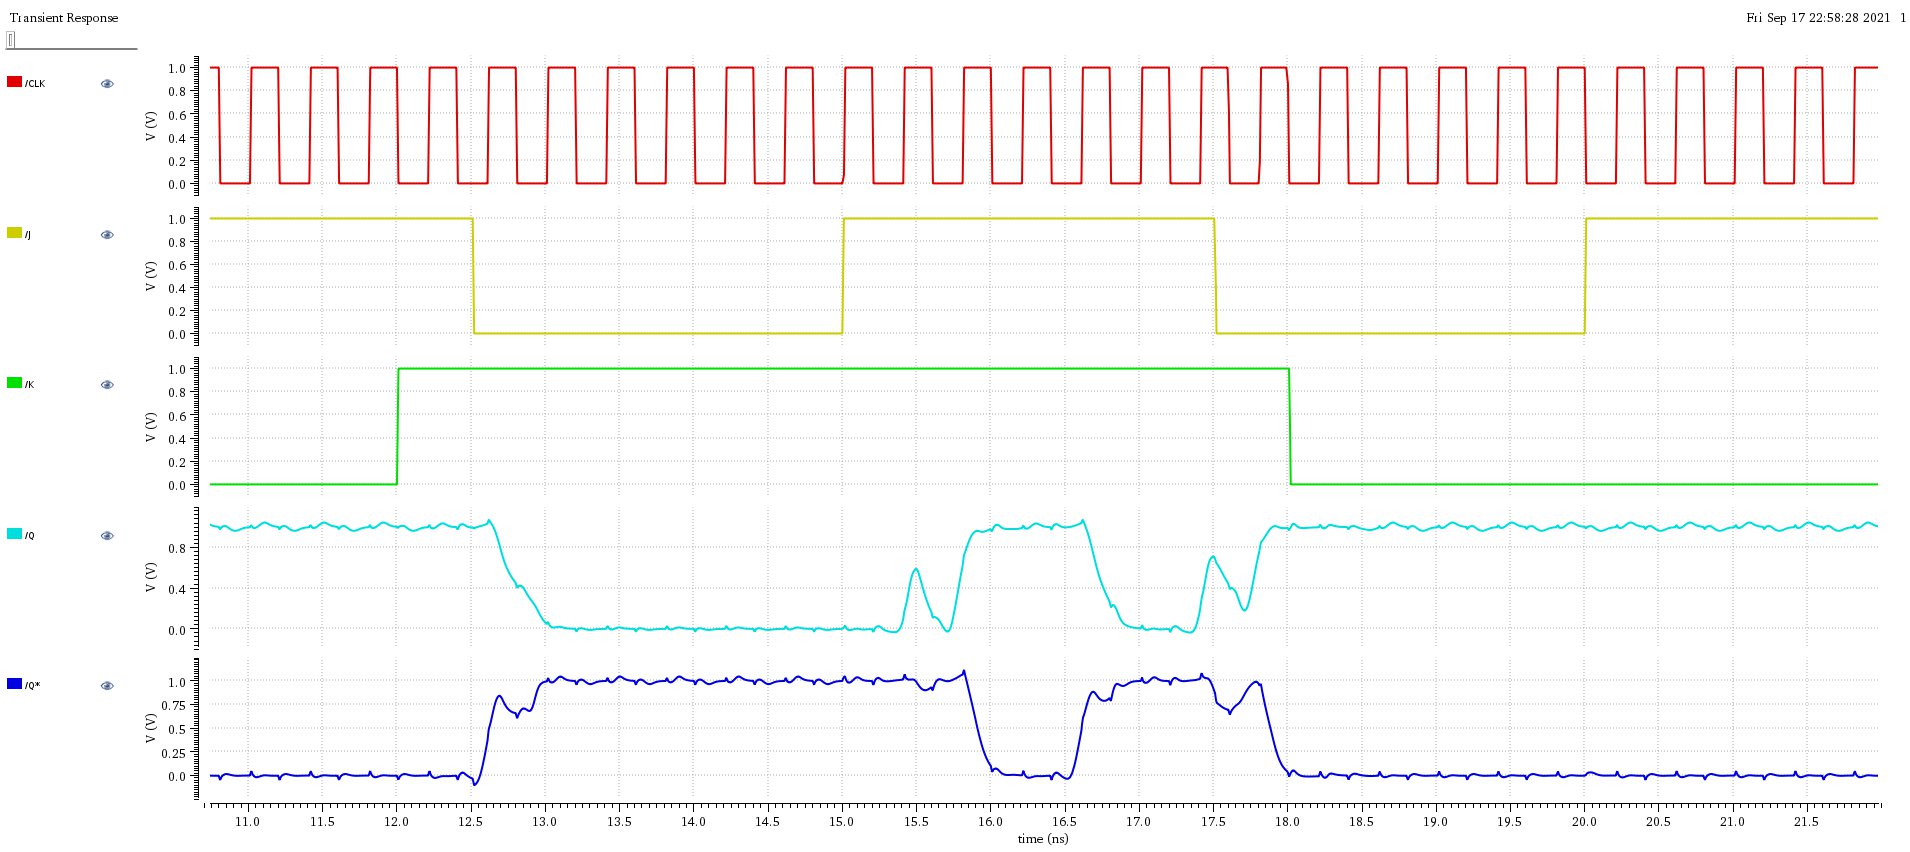 Transient Response
Fri Sep 17 22:58:28 2021 1
/CLK
V (V)
1.0
0.8
0.6
0.4
0.2
0.0
/J
V (V)
1.0
0.8
0.6
0.4
0.2
0.0
/K
V (V)
1.0
0.8
0.6
0.4
0.2
0.0
/Q
V (V)
0.8
0.4
0.0
/Q*
V (V)
1.0
0.75
0.5
0.25
0.0
11.0 11.5 12.0 12.5 13.0 13.5 14.0 14.5 15.0 15.5 16.0 16.5 17.0 17.5 18.0 18.5 19.0 19.5 20.0 20.5 21.0 21.5
time (ns)